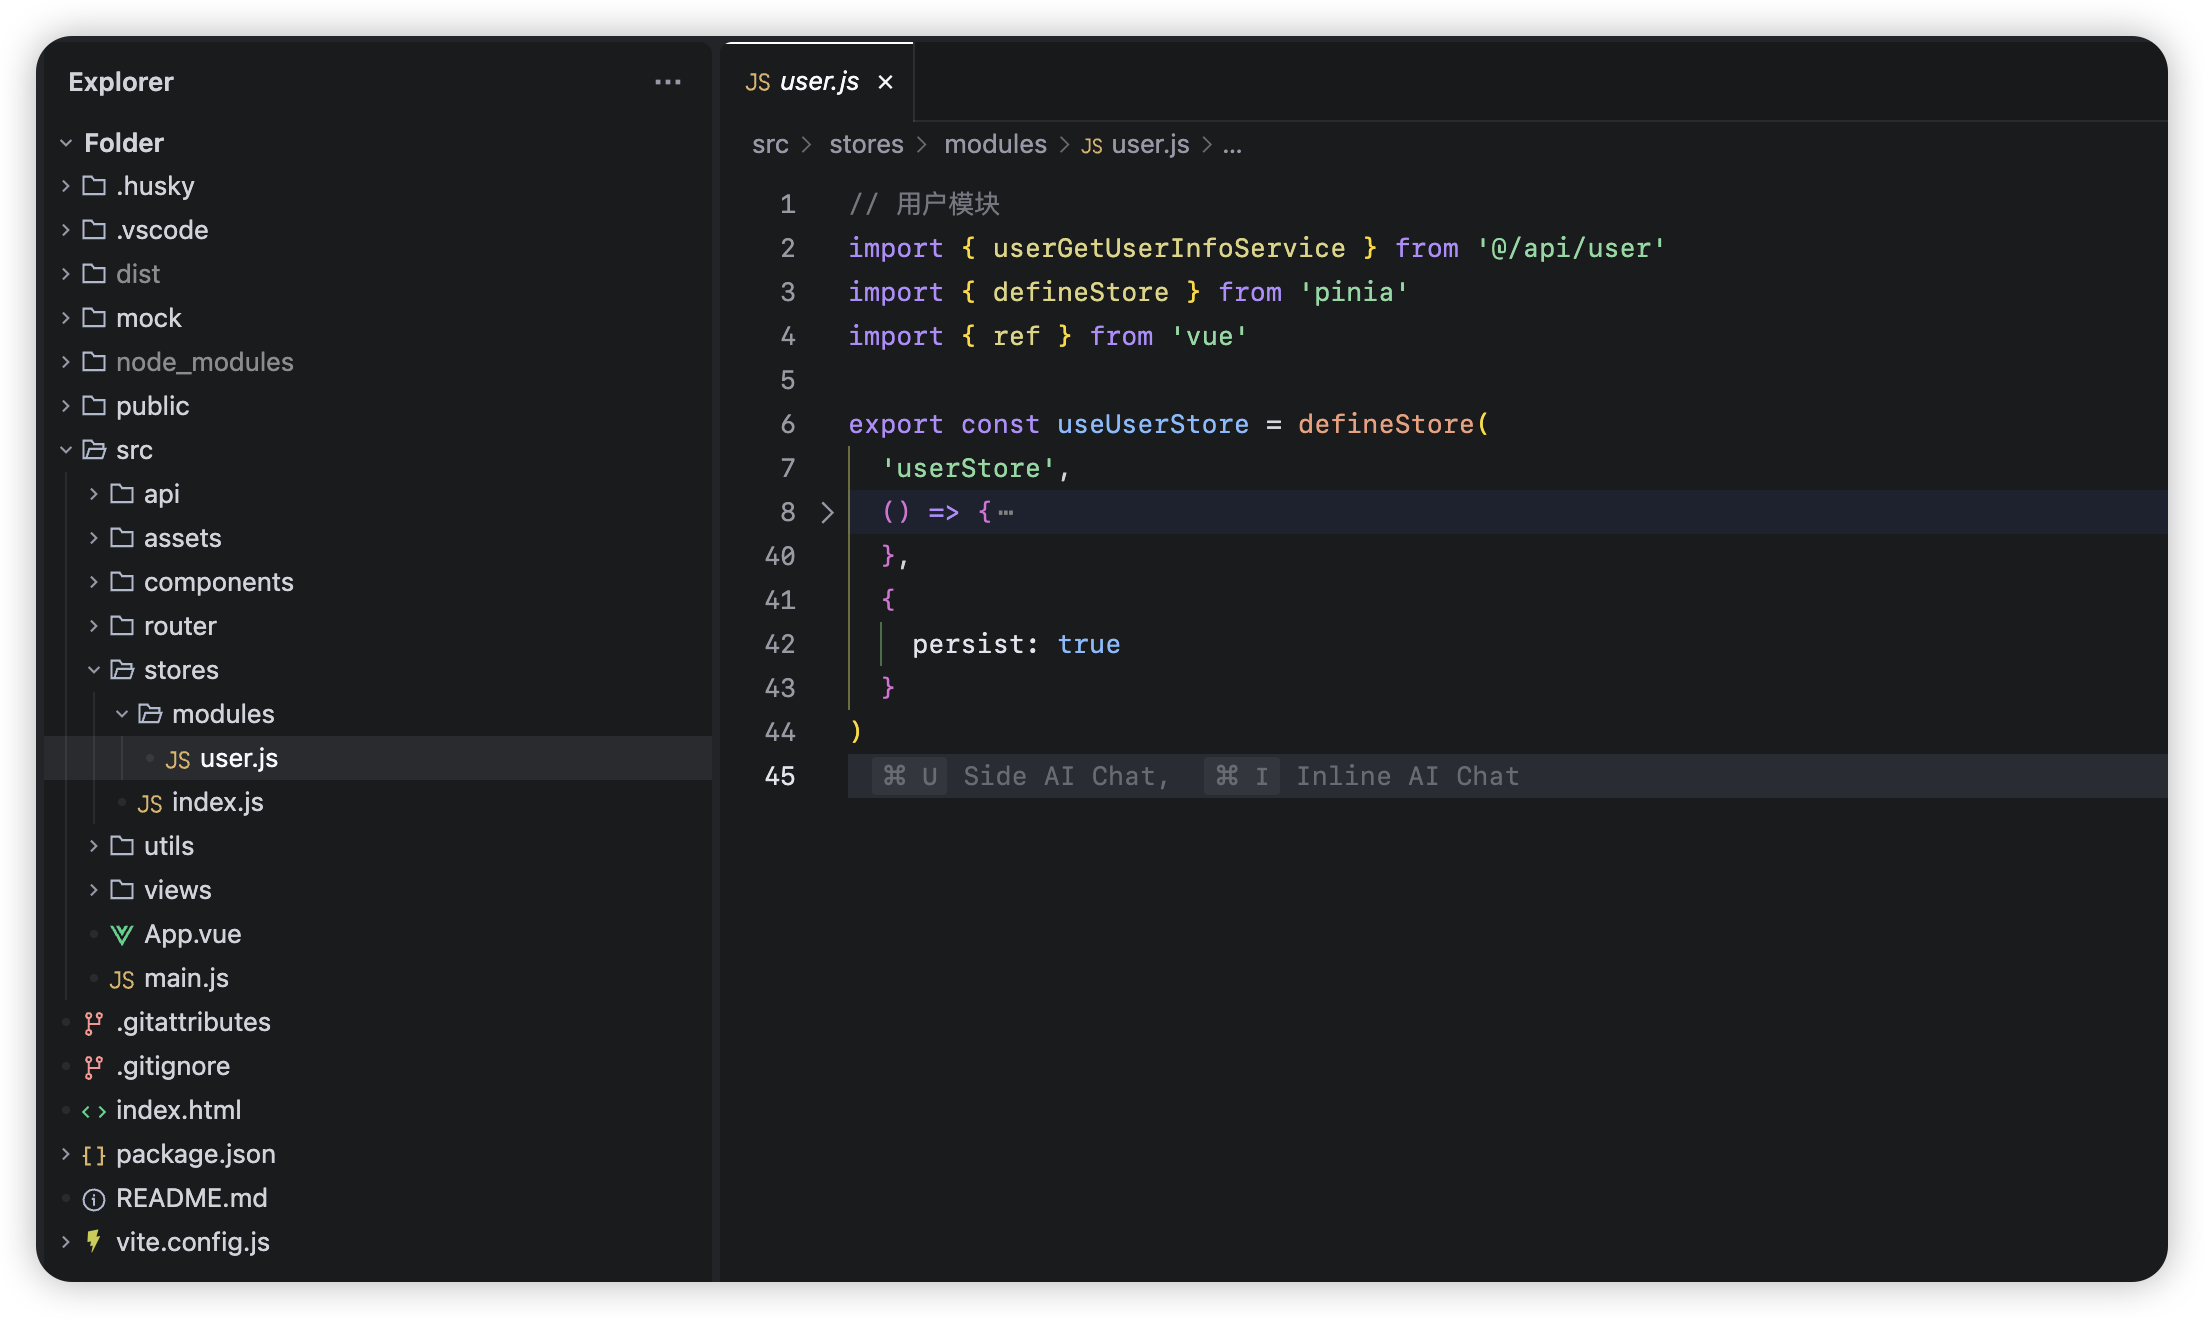 Explorer
Folder
.husky
.vscode
dist
mock
node_modules
public
src
api
assets
components
router
stores
modules
JS user.js
JS index.js
utils
views
App.vue
JS main.js
.gitattributes
.gitignore
index.html
package.json
README.md
vite.config.js
JS user.js
src > stores > modules > JS user.js > ...
1 // 用户模块
2 import { userGetUserInfoService } from '@/api/user'
3 import { defineStore } from 'pinia'
4 import { ref } from 'vue'
5
6 export const useUserStore = defineStore(
7 'userStore',
8 () => {…
40 },
41 {
42 persist: true
43 }
44 )
45 ⌘ U Side AI Chat, ⌘ I Inline AI Chat